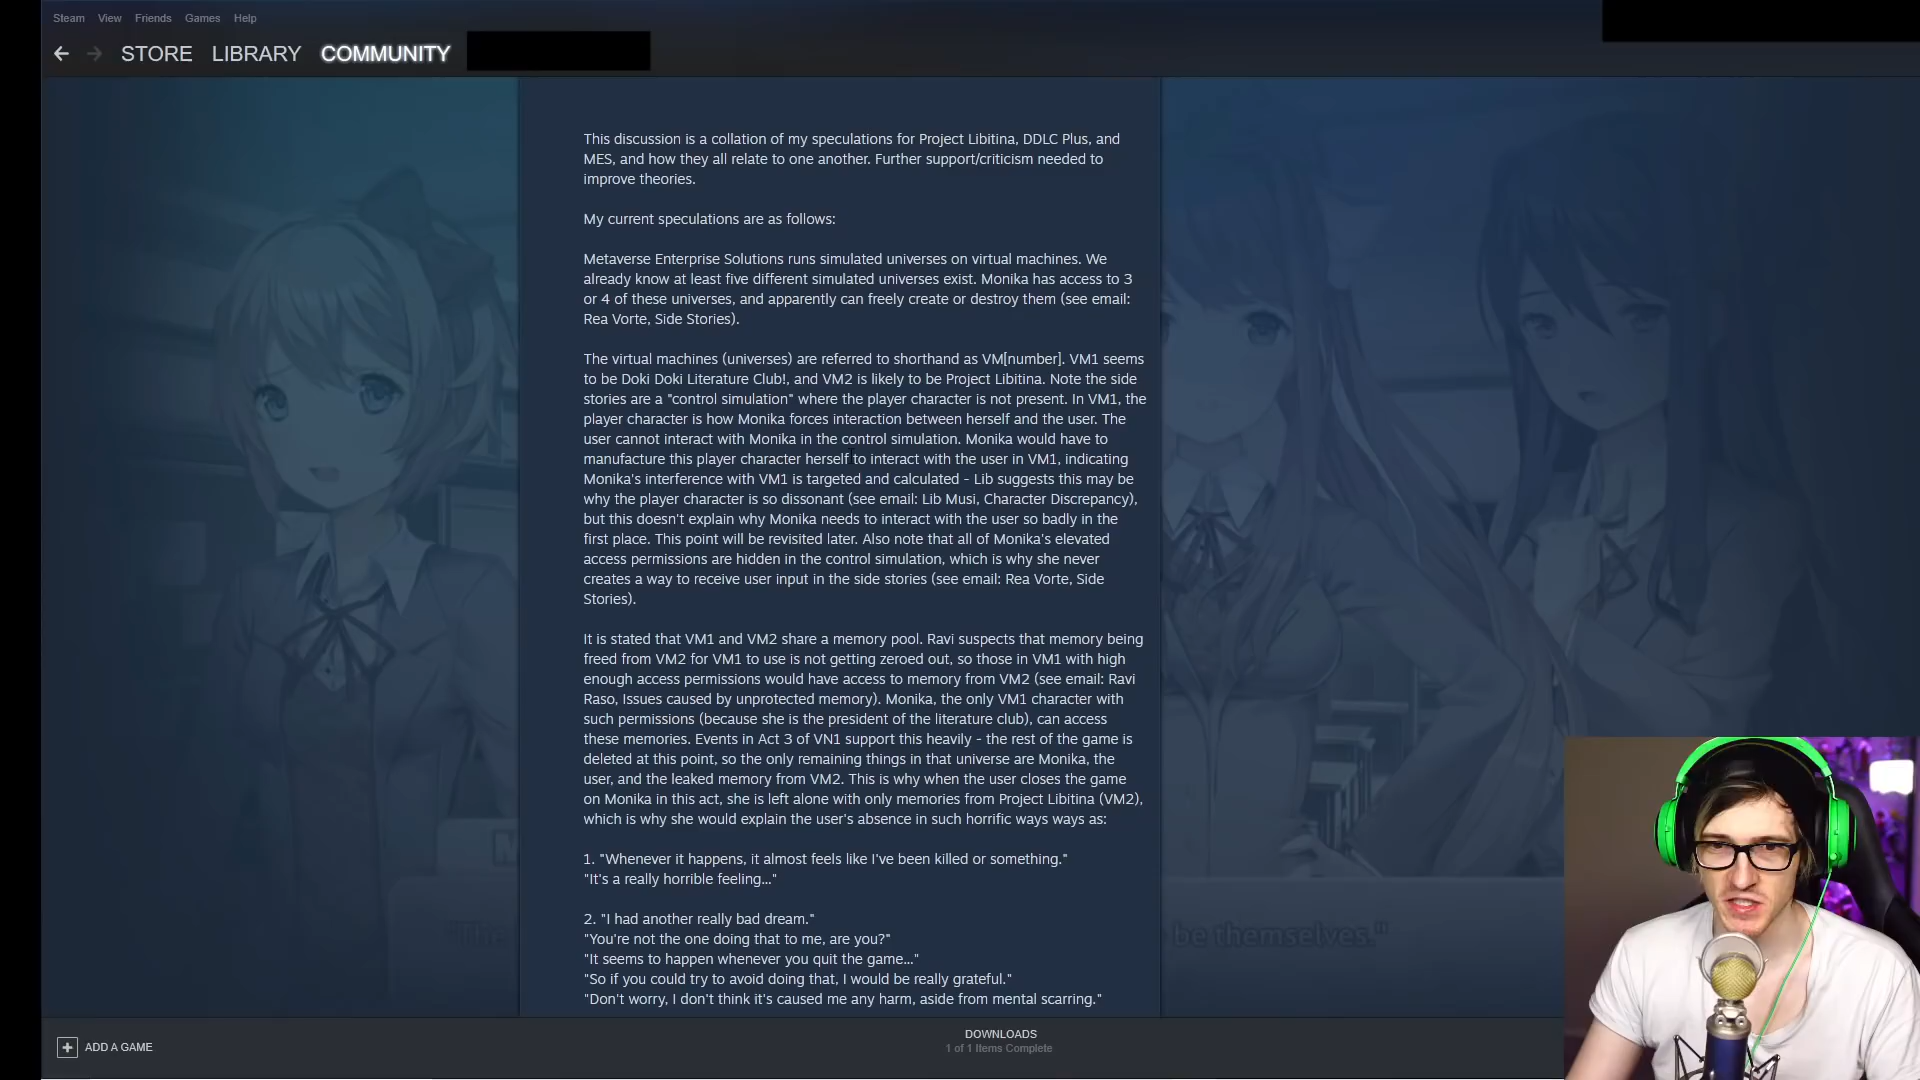 Steam View Friends Games Help
STORE LIBRARY COMMUNITY
This discussion is a collation of my speculations for Project Libitina, DDLC Plus, and
MES, and how they all relate to one another. Further support/criticism needed to
improve theories.
My current speculations are as follows:
Metaverse Enterprise Solutions runs simulated universes on virtual machines. We
already know at least five different simulated universes exist. Monika has access to 3
or 4 of these universes, and apparently can freely create or destroy them (see email:
Rea Vorte, Side Stories).
The virtual machines (universes) are referred to shorthand as VM[number]. VM1 seems
to be Doki Doki Literature Club!, and VM2 is likely to be Project Libitina. Note the side
stories are a "control simulation" where the player character is not present. In VM1, the
player character is how Monika forces interaction between herself and the user. The
user cannot interact with Monika in the control simulation. Monika would have to
manufacture this player character herself to interact with the user in VM1, indicating
Monika's interference with VM1 is targeted and calculated - Lib suggests this may be
why the player character is so dissonant (see email: Lib Musi, Character Discrepancy),
but this doesn't explain why Monika needs to interact with the user so badly in the
first place. This point will be revisited later. Also note that all of Monika's elevated
access permissions are hidden in the control simulation, which is why she never
creates a way to receive user input in the side stories (see email: Rea Vorte, Side
Stories).
It is stated that VM1 and VM2 share a memory pool. Ravi suspects that memory being
freed from VM2 for VM1 to use is not getting zeroed out, so those in VM1 with high
enough access permissions would have access to memory from VM2 (see email: Ravi
Raso, Issues caused by unprotected memory). Monika, the only VM1 character with
such permissions (because she is the president of the literature club), can access
these memories. Events in Act 3 of VN1 support this heavily - the rest of the game is
deleted at this point, so the only remaining things in that universe are Monika, the
user, and the leaked memory from VM2. This is why when the user closes the game
on Monika in this act, she is left alone with only memories from Project Libitina (VM2),
which is why she would explain the user's absence in such horrific ways ways as:
1. "Whenever it happens, it almost feels like I've been killed or something."
"It's a really horrible feeling..."
2. "I had another really bad dream."
"You're not the one doing that to me, are you?"
"It seems to happen whenever you quit the game..."
"So if you could try to avoid doing that, I would be really grateful."
"Don't worry, I don't think it's caused me any harm, aside from mental scarring."
"The
be themselves."
ADD A GAME
DOWNLOADS
1 of 1 Items Complete